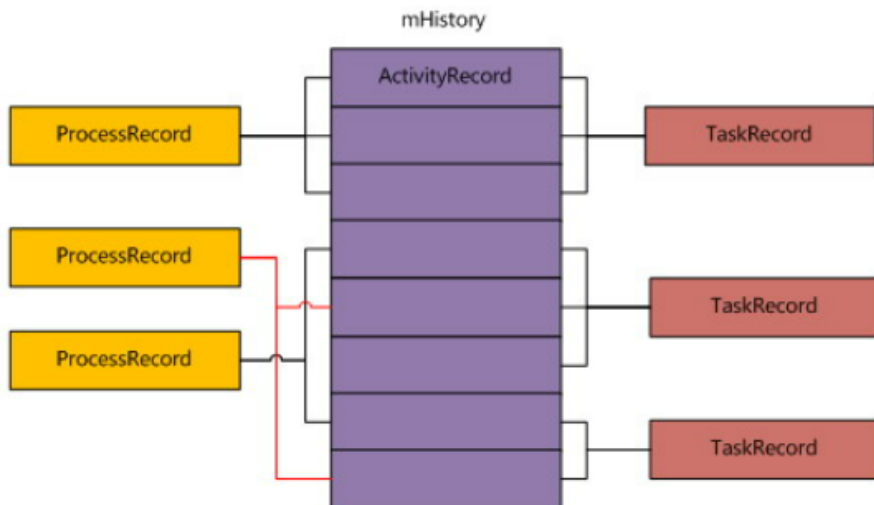 mHistory
ActivityRecord
ProcessRecord
TaskRecord
ProcessRecord
TaskRecord
ProcessRecord
TaskRecord